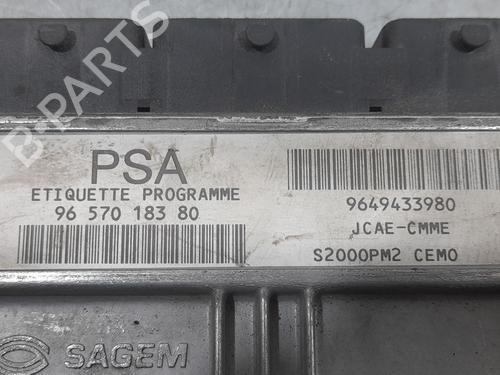 B-PARTS
PSA
ETIQUETTE PROGRAMME
96 570 183 80
9649433980
JCAE-CMME
S2000PM2 CEMO
SAGEM